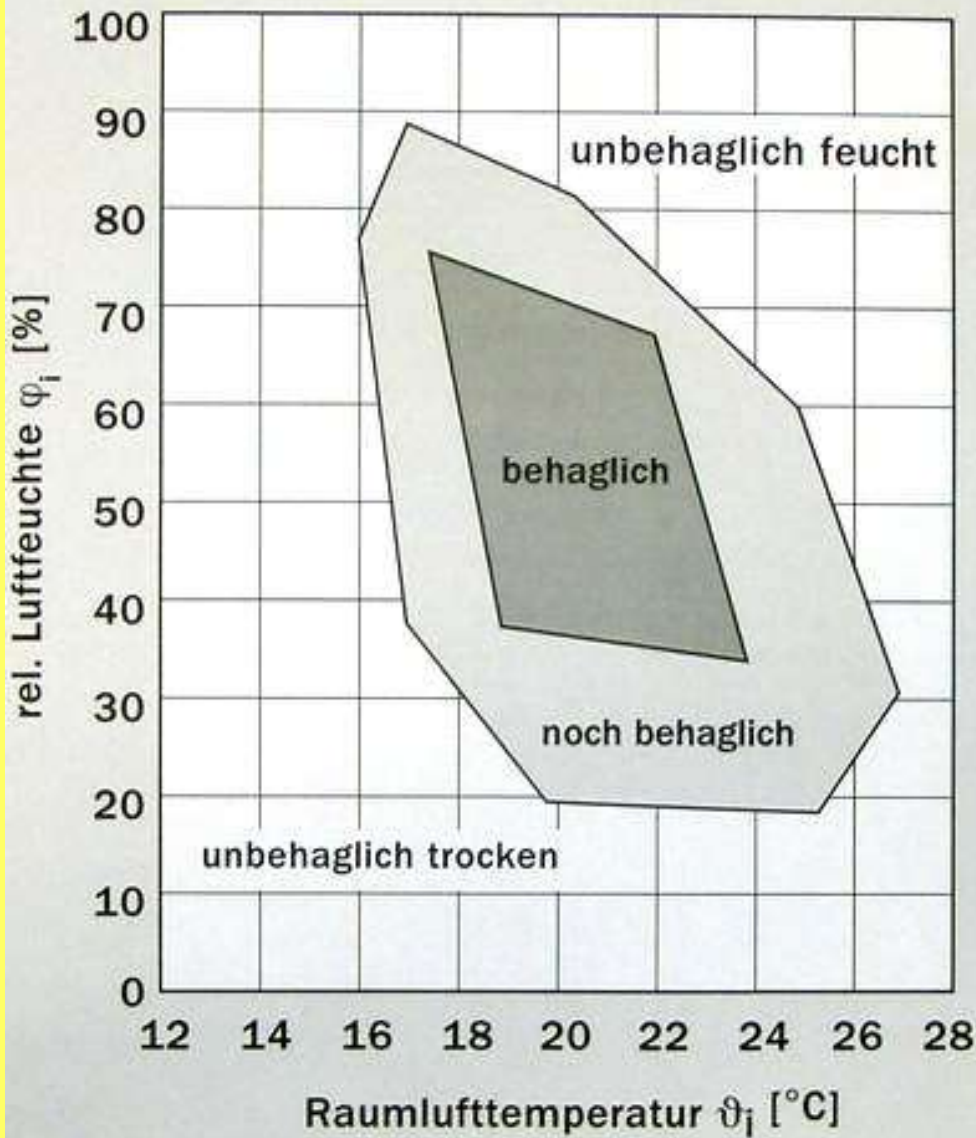 100
90
80
70
60
50
40
30
20
10
0
rel. Luftfeuchte φi [%]
unbehaglich feucht
behaglich
noch behaglich
unbehaglich trocken
12 14 16 18 20 22 24 26 28
Raumlufttemperatur ϑi [°C]